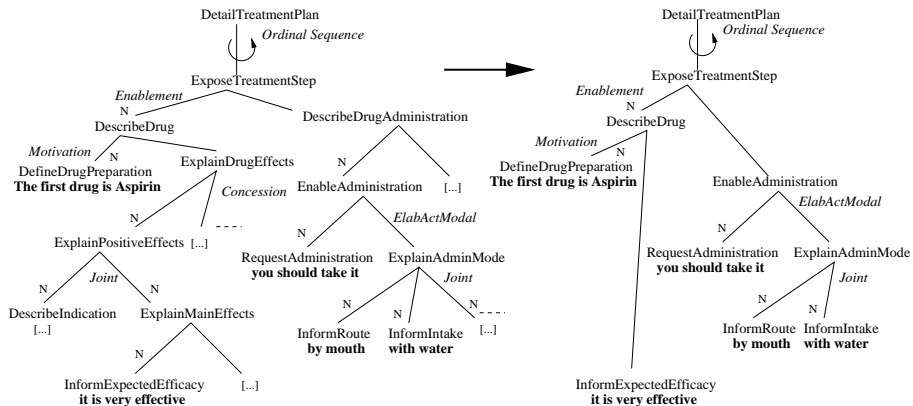 DetailTreatmentPlan
Ordinal Sequence
ExposeTreatmentStep
Enablement
N
DescribeDrug
DescribeDrugAdministration
Motivation
N
ExplainDrugEffects
N
DefineDrugPreparation
The first drug is Aspirin
Concession
EnableAdministration
[...]
N
ElabActModal
N
ExplainPositiveEffects
[...]
RequestAdministration
you should take it
ExplainAdminMode
Joint
N
N
N
N
N
DescribeIndication
[...]
ExplainMainEffects
InformRoute
by mouth
InformIntake
with water
[...]
N
InformExpectedEfficacy
it is very effective
[...]
DetailTreatmentPlan
Ordinal Sequence
ExposeTreatmentStep
Enablement
N
DescribeDrug
Motivation
N
DefineDrugPreparation
The first drug is Aspirin
EnableAdministration
ElabActModal
N
RequestAdministration
you should take it
ExplainAdminMode
Joint
N
N
InformRoute
by mouth
InformIntake
with water
InformExpectedEfficacy
it is very effective